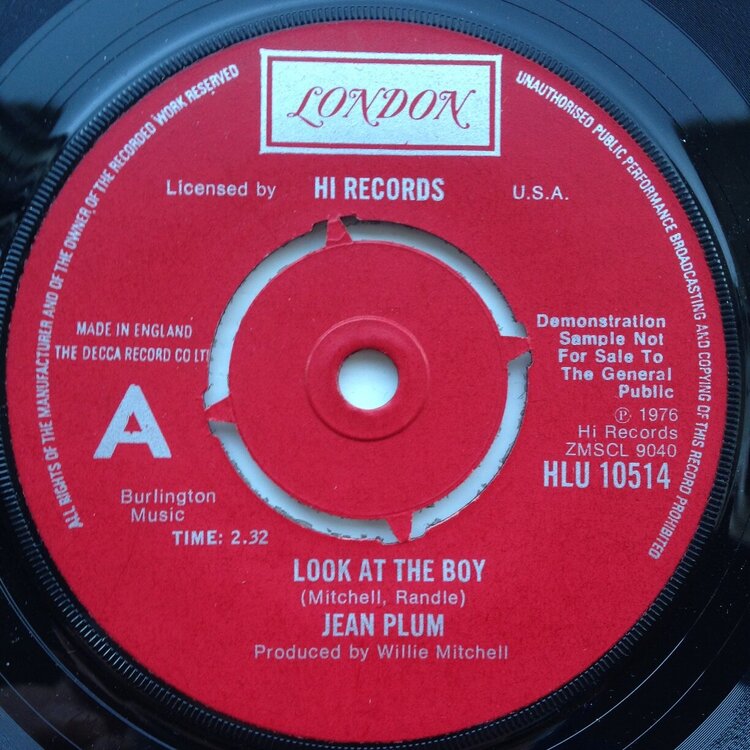 LONDON
Licensed by HI RECORDS U.S.A.
ALL RIGHTS OF THE MANUFACTURER AND OF THE OWNER OF THE RECORDED WORK RESERVED
UNAUTHORISED PUBLIC PERFORMANCE BROADCASTING AND COPYING OF THIS RECORD PROHIBITED
MADE IN ENGLAND
THE DECCA RECORD CO LT
A
Burlington
Music
TIME: 2.32
Demonstration
Sample Not
For Sale To
The General
Public
Ⓟ 1976
Hi Records
ZMSCL 9040
HLU 10514
LOOK AT THE BOY
(Mitchell, Randle)
JEAN PLUM
Produced by Willie Mitchell